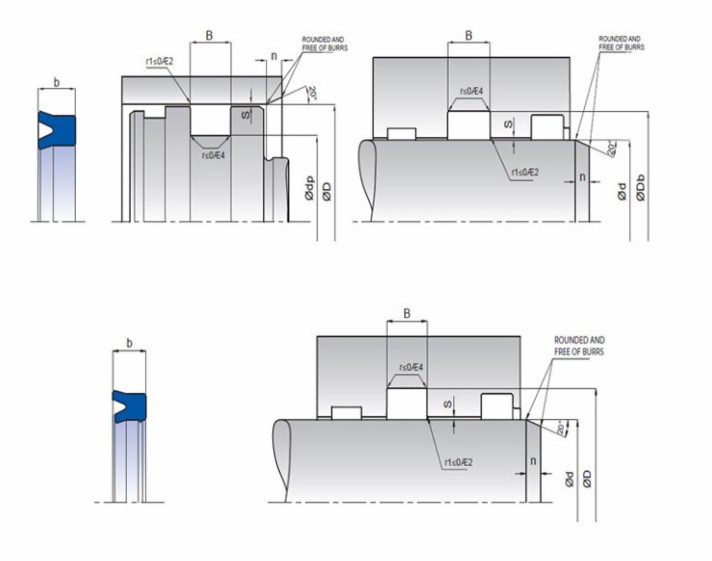 b
B
n
ROUNDED AND
FREE OF BURRS
r1≤0Æ2
20°
S
r≤0Æ4
Ødp
ØD
B
ROUNDED AND
FREE OF BURRS
r≤0Æ4
S
r1≤0Æ2
20°
n
Ød
ØDb
b
B
ROUNDED AND
FREE OF BURRS
r≤0Æ4
S
r1≤0Æ2
20°
n
Ød
ØD